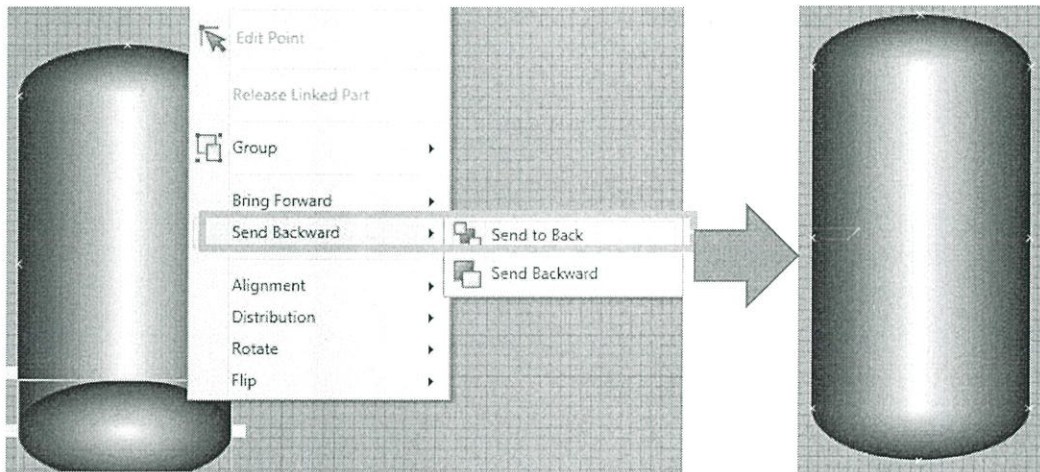 Edit Point
Release Linked Part
Group
Bring Forward
Send Backward
Send to Back
Send Backward
Alignment
Distribution
Rotate
Flip